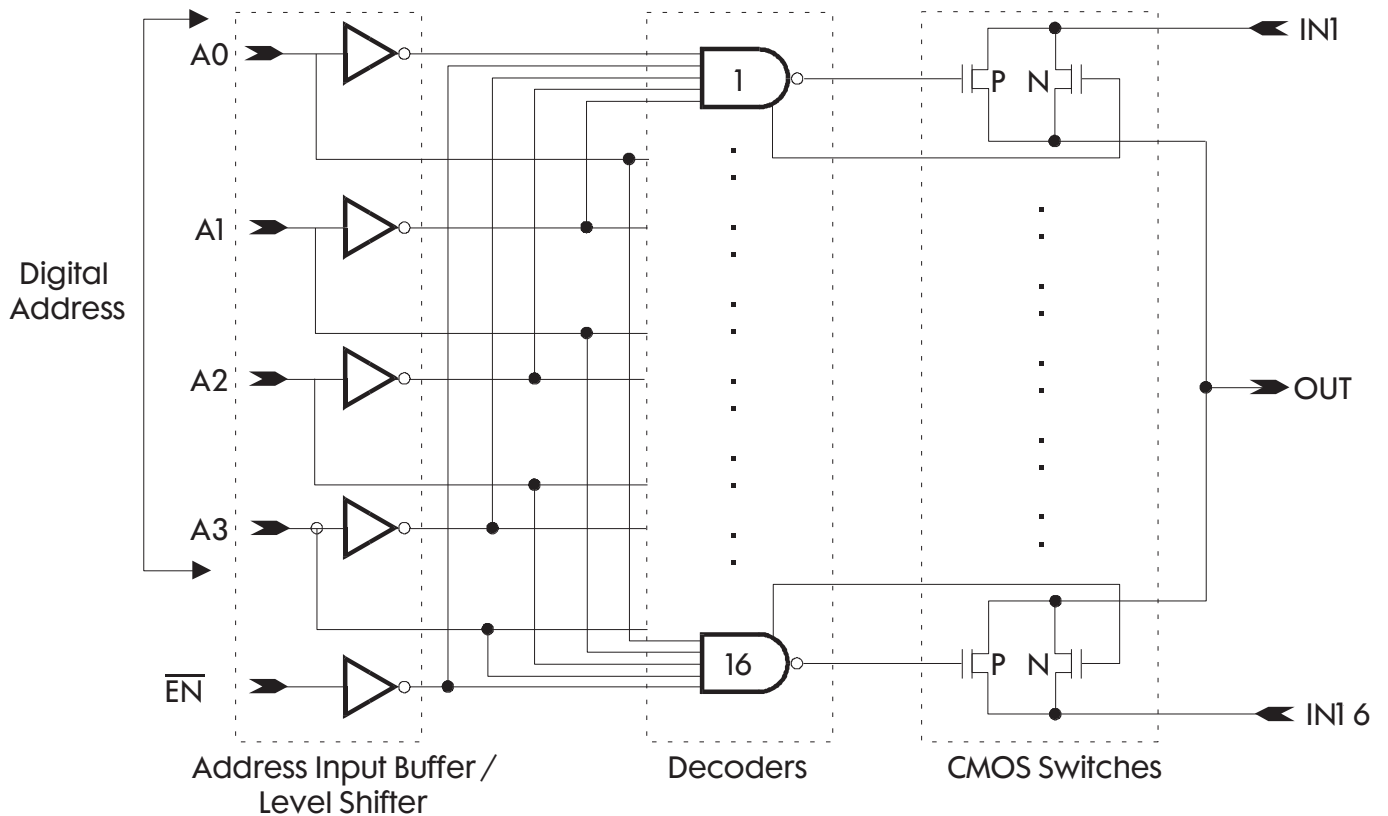 IN1
A0
1
P N
A1
Digital
Address
A2
OUT
A3
16
P N
EN
IN1 6
Address Input Buffer /
Level Shifter
Decoders
CMOS Switches